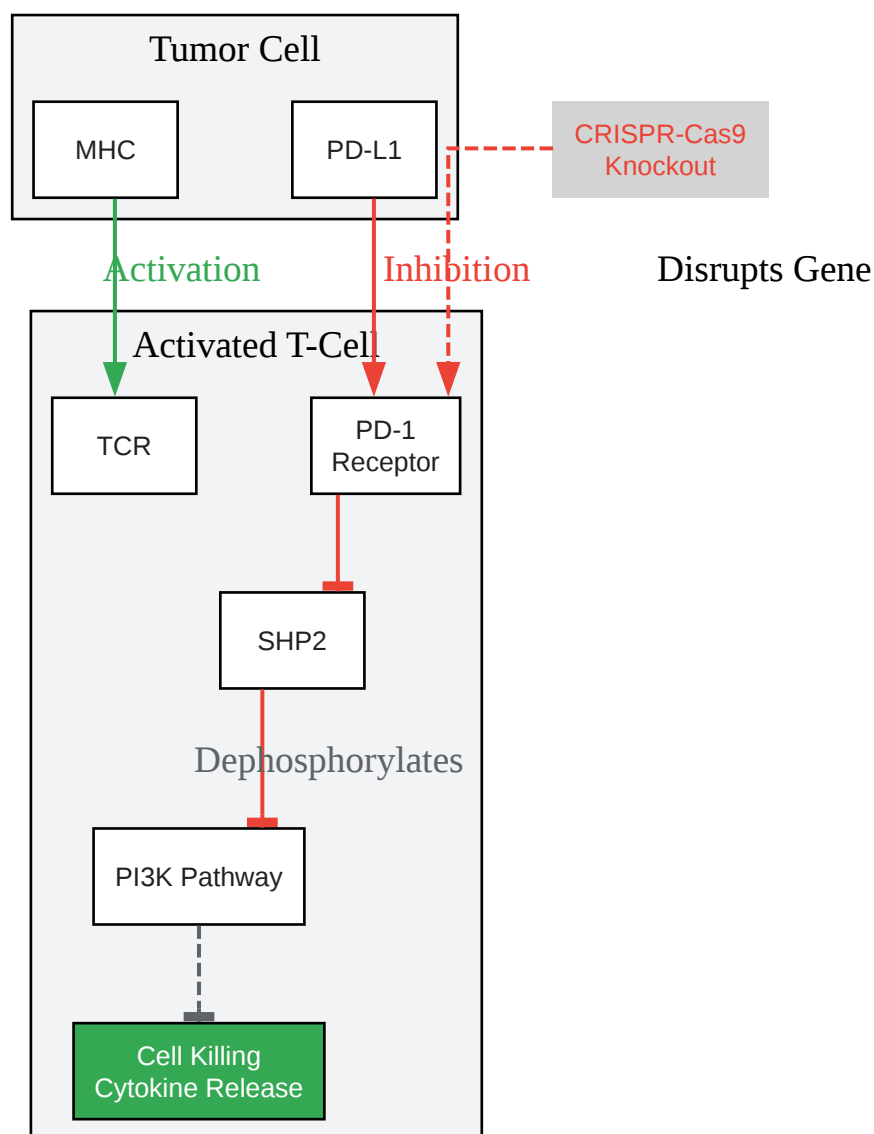 Tumor Cell
MHC
PD-L1
CRISPR-Cas9
Knockout
Activation
Inhibition
Disrupts Gene
Activated T-Cell
TCR
PD-1
Receptor
SHP2
Dephosphorylates
PI3K Pathway
Cell Killing
Cytokine Release